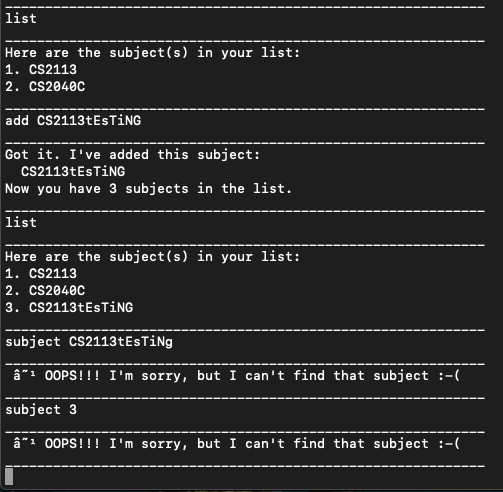 list
Here are the subject(s) in your list:
1. CS2113
2. CS2040C
add CS2113tEsTiNG
Got it. I've added this subject:
CS2113tEsTiNG
Now you have 3 subjects in the list.
list
Here are the subject(s) in your list:
1. CS2113
2. CS2040C
3. CS2113tEsTiNG
subject CS2113tEsTiNg
â˜¹ OOPS!!! I'm sorry, but I can't find that subject :-(
subject 3
â˜¹ OOPS!!! I'm sorry, but I can't find that subject :-(